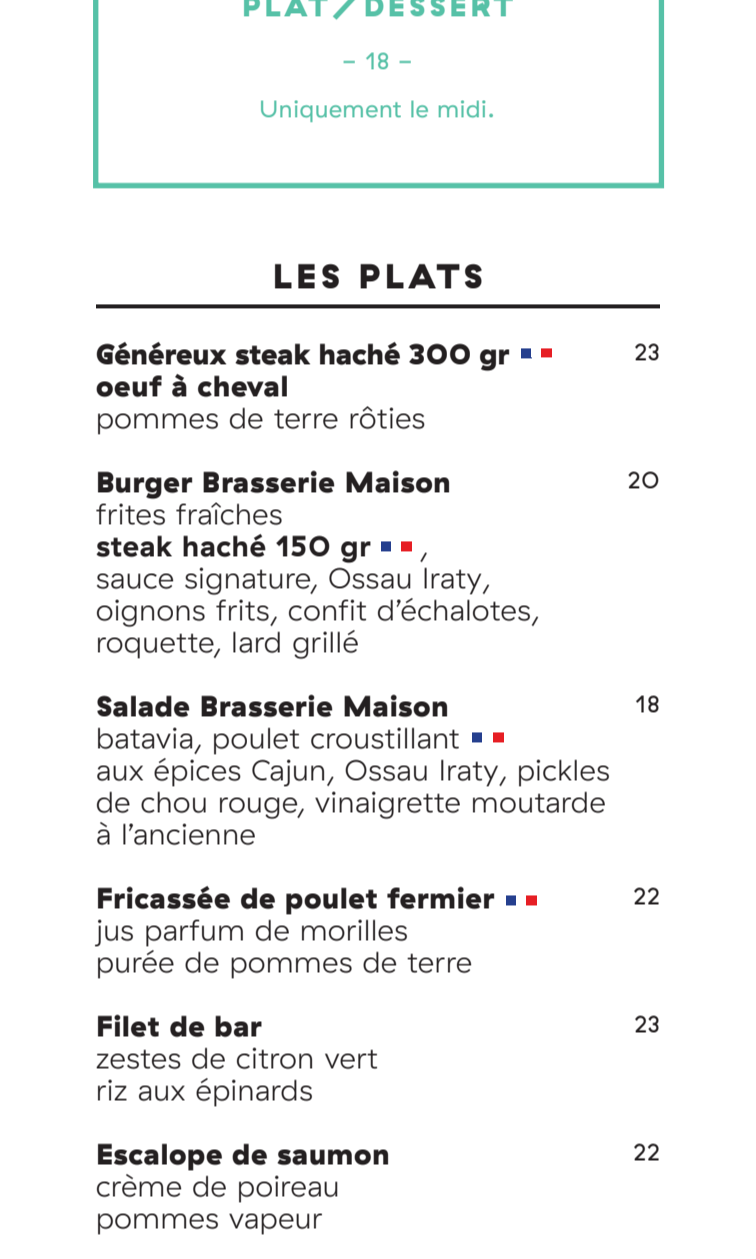 PLAT/DESSERT
– 18 –
Uniquement le midi.
LES PLATS
Généreux steak haché 300 gr 23
oeuf à cheval
pommes de terre rôties
Burger Brasserie Maison 20
frites fraîches
steak haché 150 gr ,
sauce signature, Ossau Iraty,
oignons frits, confit d’échalotes,
roquette, lard grillé
Salade Brasserie Maison 18
batavia, poulet croustillant
aux épices Cajun, Ossau Iraty, pickles
de chou rouge, vinaigrette moutarde
à l’ancienne
Fricassée de poulet fermier 22
jus parfum de morilles
purée de pommes de terre
Filet de bar 23
zestes de citron vert
riz aux épinards
Escalope de saumon 22
crème de poireau
pommes vapeur